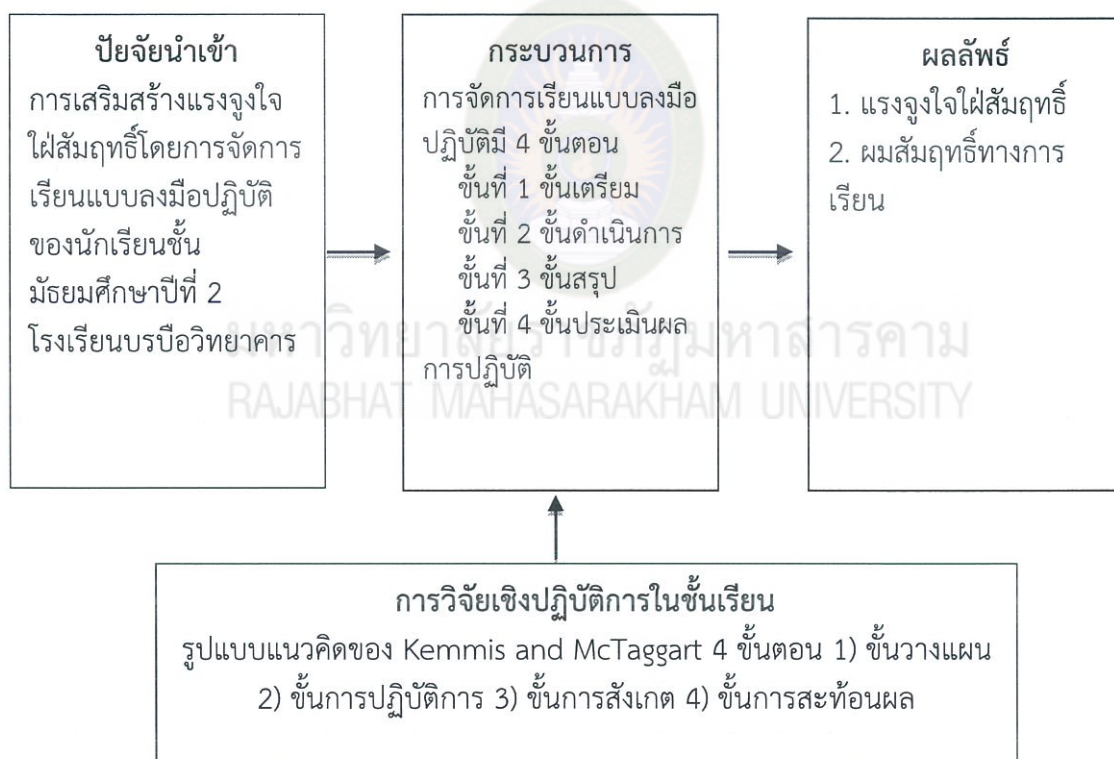 ปัยจัยนำเข้า
การเสริมสร้างแรงจูงใจ
ใฝ่สัมฤทธิ์โดยการจัดการ
เรียนแบบลงมือปฏิบัติ
ของนักเรียนชั้น
มัธยมศึกษาปีที่ 2
โรงเรียนบรบือวิทยาคาร
กระบวนการ
การจัดการเรียนแบบลงมือ
ปฏิบัติมี 4 ขั้นตอน
ขั้นที่ 1 ขั้นเตรียม
ขั้นที่ 2 ขั้นดำเนินการ
ขั้นที่ 3 ขั้นสรุป
ขั้นที่ 4 ขั้นประเมินผล
การปฏิบัติ
ผลลัพธ์
1. แรงจูงใจใฝ่สัมฤทธิ์
2. ผมสัมฤทธิ์ทางการ
เรียน
มหาวิทยาลัยราชภัฏมหาสารคาม
RAJABHAT MAHASARAKHAM UNIVERSITY
การวิจัยเชิงปฏิบัติการในชั้นเรียน
รูปแบบแนวคิดของ Kemmis and McTaggart 4 ขั้นตอน 1) ขั้นวางแผน
2) ขั้นการปฏิบัติการ 3) ขั้นการสังเกต 4) ขั้นการสะท้อนผล